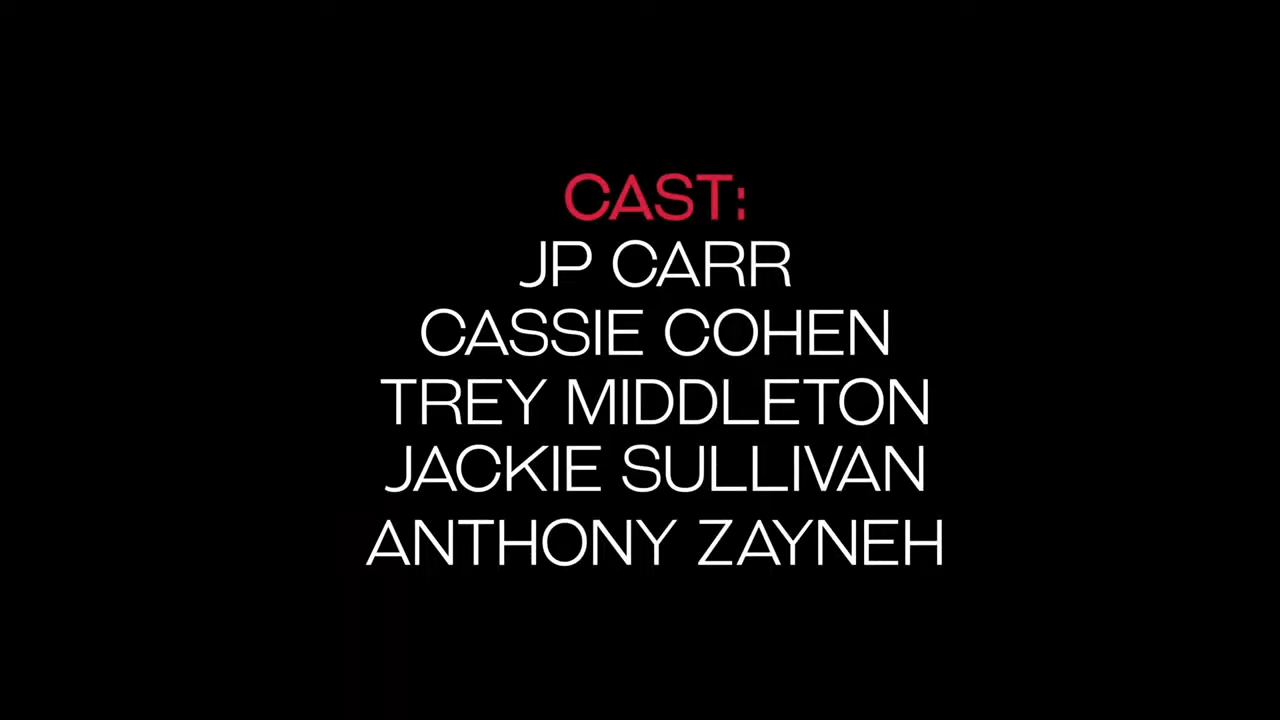 CAST:
JP CARR
CASSIE COHEN
TREY MIDDLETON
JACKIE SULLIVAN
ANTHONY ZAYNEH